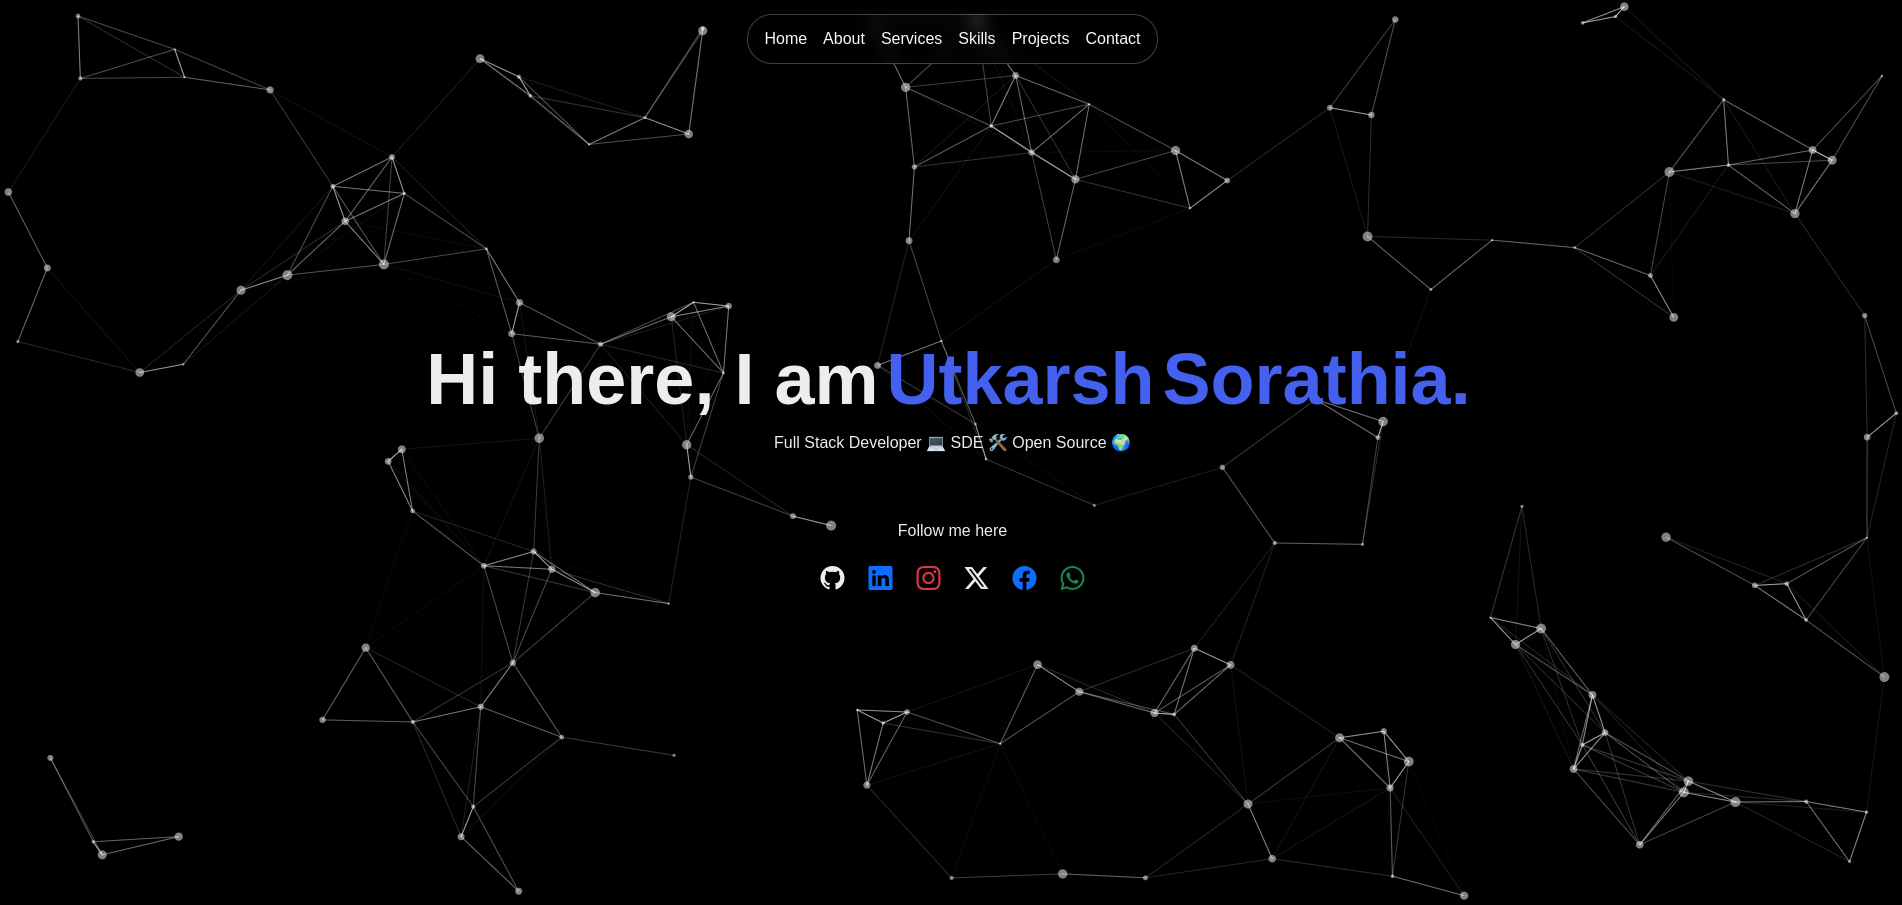 Home About Services Skills Projects Contact
Hi there, I am Utkarsh Sorathia.
Full Stack Developer 💻 SDE 🛠️ Open Source 🌍
Follow me here